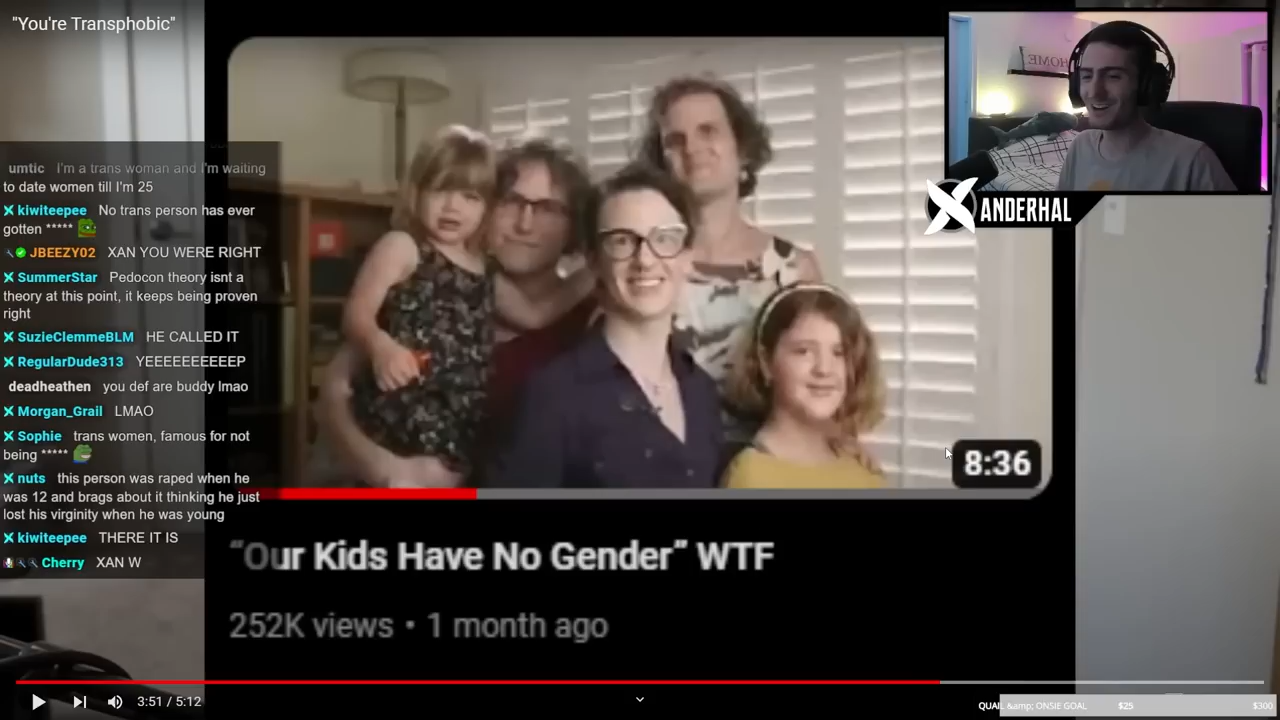 "You're Transphobic"
umtic I'm a trans woman and I'm waiting
to date women till I'm 25
kiwiteepee No trans person has ever
gotten *****
JBEEZY02 XAN YOU WERE RIGHT
SummerStar Pedocon theory isnt a
theory at this point, it keeps being proven
right
SuzieClemmeBLM HE CALLED IT
RegularDude313 YEEEEEEEEEP
deadheathen you def are buddy lmao
Morgan_Grail LMAO
Sophie trans women, famous for not
being *****
nuts this person was raped when he
was 12 and brags about it thinking he just
lost his virginity when he was young
kiwiteepee THERE IT IS
Cherry XAN W
HOME
XANDERHAL
8:36
“Our Kids Have No Gender” WTF
252K views • 1 month ago
3:51 / 5:12
QUAIL &amp; ONSIE GOAL $25 $300